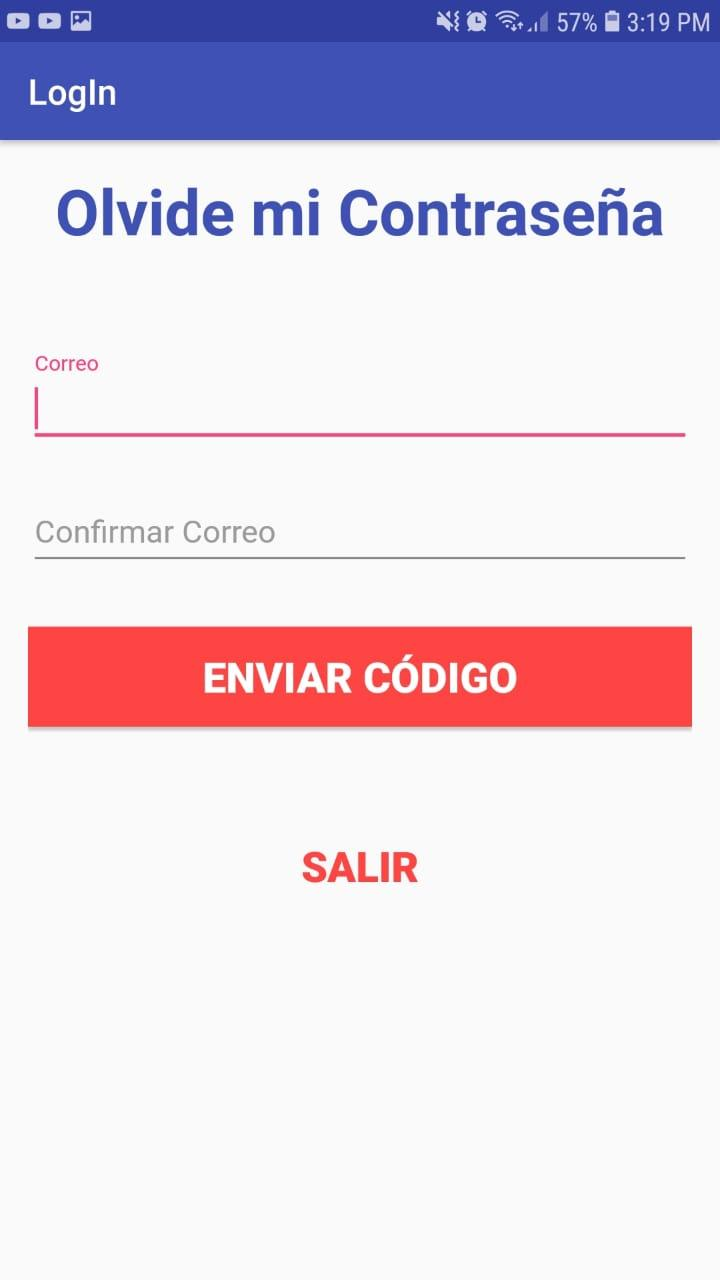 57% 3:19 PM
LogIn
Olvide mi Contraseña
Correo
Confirmar Correo
ENVIAR CÓDIGO
SALIR